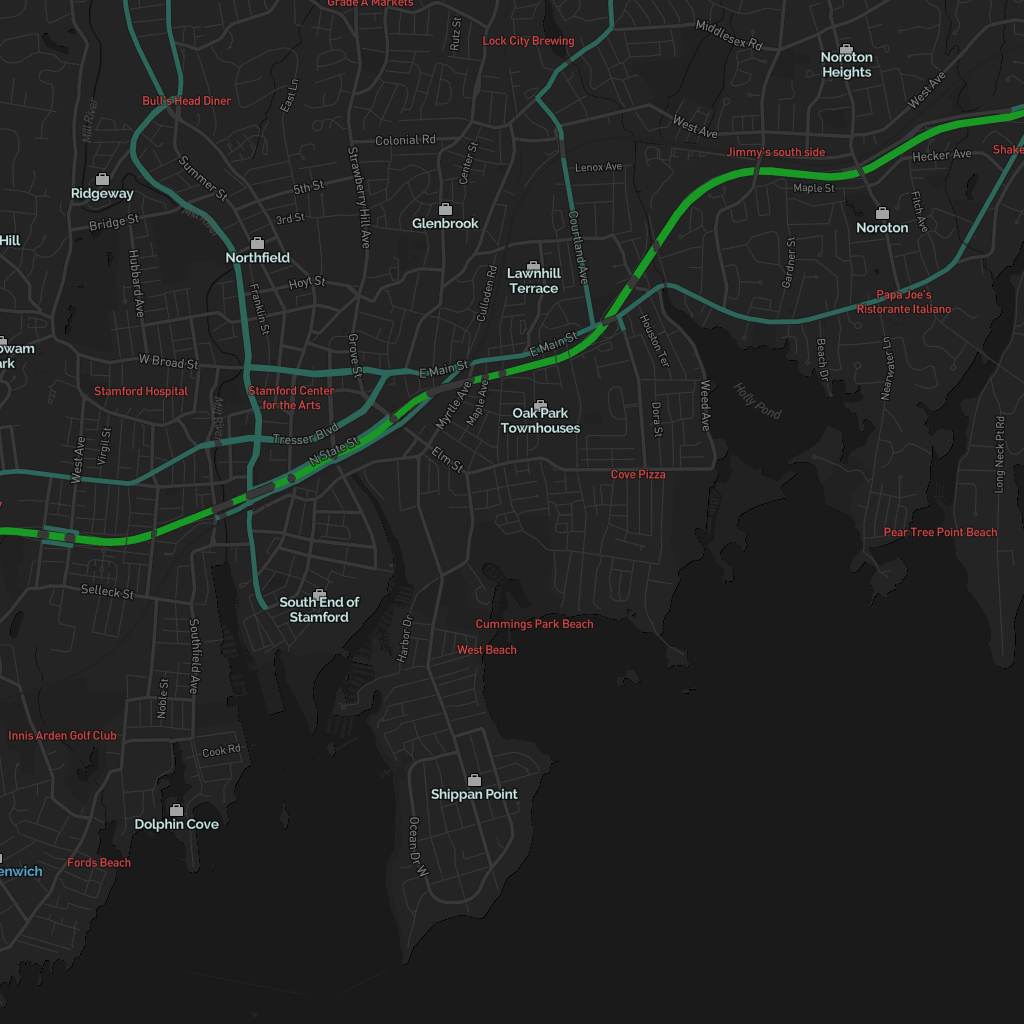 Grade A Markets
Rutz St
Lock City Brewing
Middlesex Rd
Noroton
Heights
West Ave
East Ln
Bull's Head Diner
Mill River
Colonial Rd
West Ave
Jimmy's south side
Shake
Hecker Ave
Center St
Strawberry Hill Ave
Lenox Ave
Summer St
Ridgeway
5th St
Maple St
Fitch Ave
Bridge St
3rd St
Glenbrook
Courtland Ave
Noroton
Hill
Northfield
Hubbard Ave
Hoyt St
Culloden Rd
Lawnhill
Terrace
Gardner St
Franklin St
Papa Joe's
Ristorante Italiano
Grove St
Houston Ter
E Main St
Beach Dr
Nearwater Ln
W Broad St
E Main St
Stamford Hospital
Stamford Center
for the Arts
Myrtle Ave
Maple Ave
Oak Park
Townhouses
Dora St
Weed Ave
Holly Pond
Mill River
Tresser Blvd
N State St
Virgil St
West Ave
Elm St
Cove Pizza
Long Neck Pt Rd
Pear Tree Point Beach
Selleck St
South End of
Stamford
Harbor Dr
Cummings Park Beach
West Beach
Southfield Ave
Noble St
Innis Arden Golf Club
Cook Rd
Shippan Point
Dolphin Cove
Ocean Dr W
Fords Beach
enwich